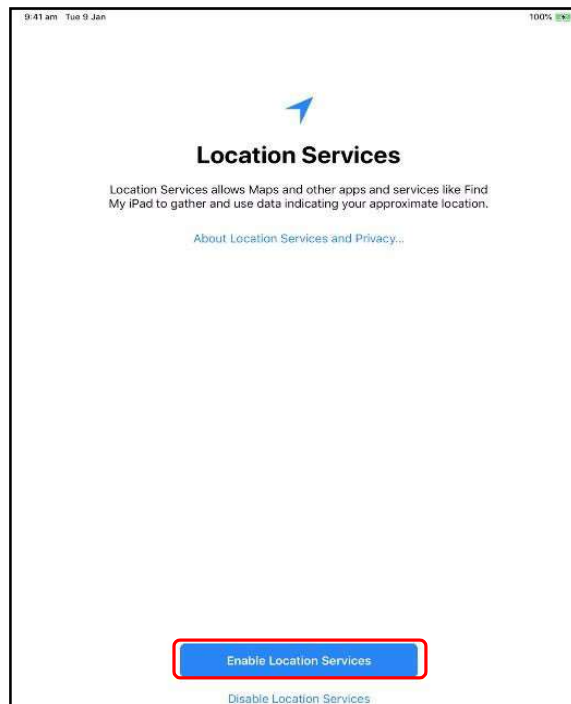 9:41 am Tue 9 Jan 100%
Location Services
Location Services allows Maps and other apps and services like Find
My iPad to gather and use data indicating your approximate location.
About Location Services and Privacy...
Enable Location Services
Disable Location Services